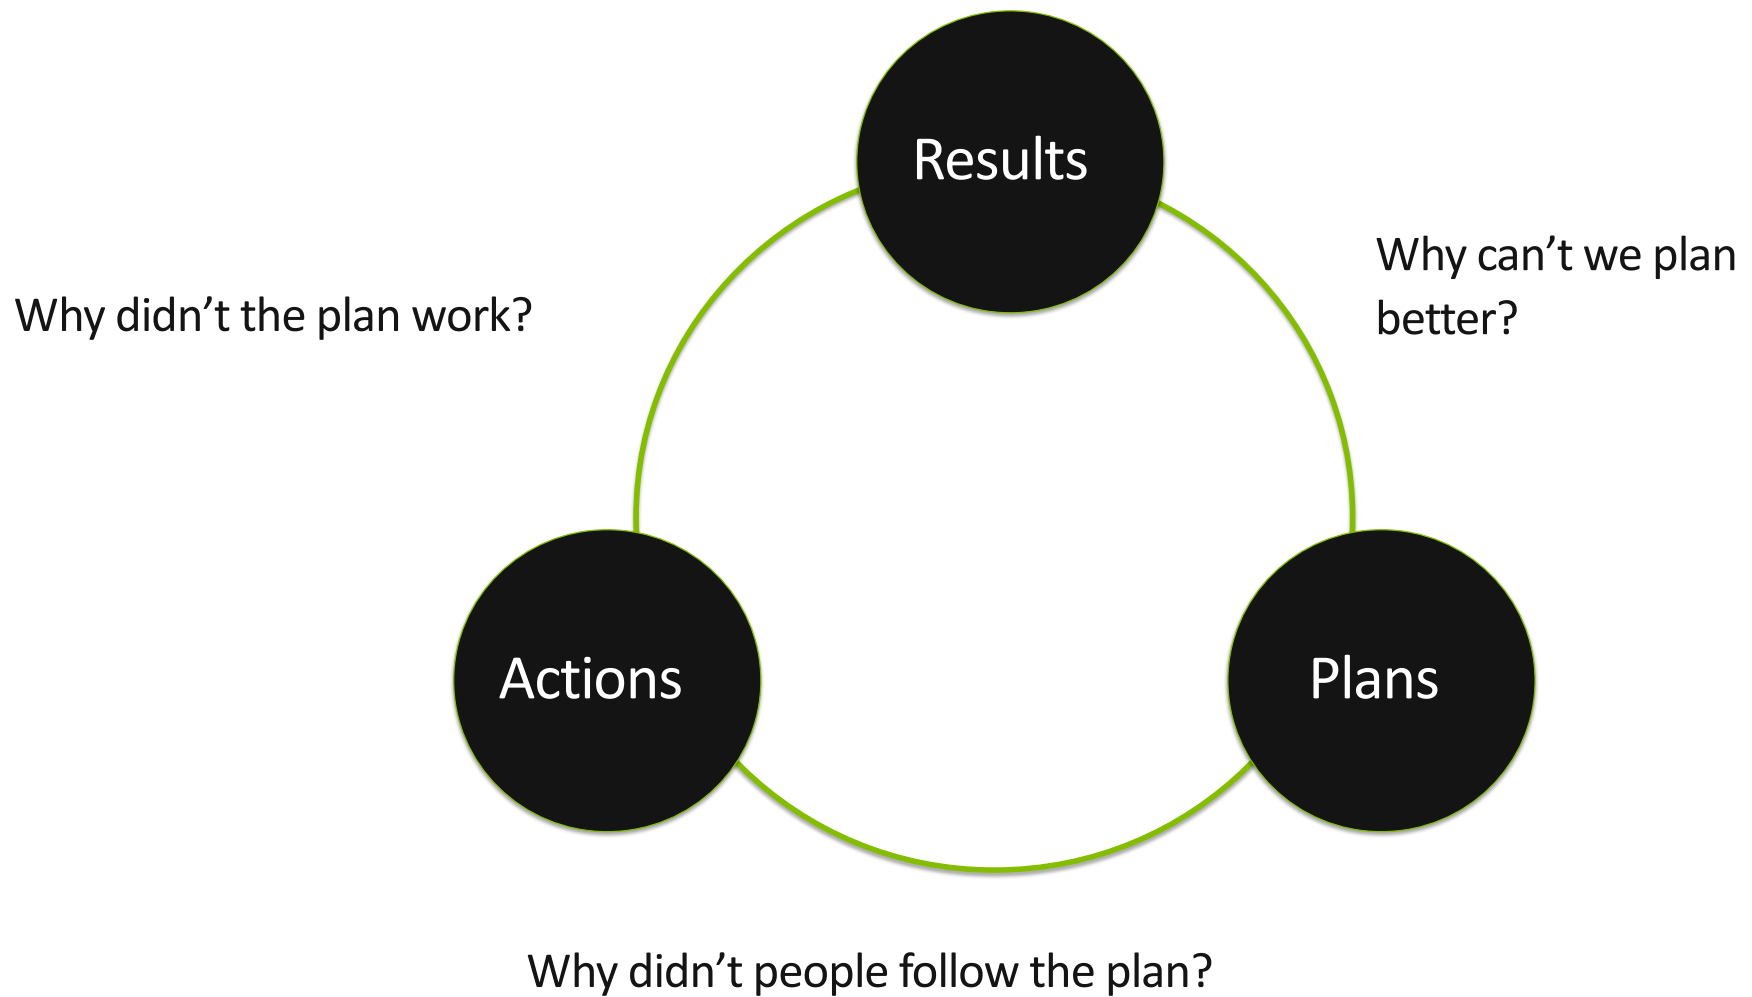 Results
Why can’t we plan
better?
Why didn’t the plan work?
Actions
Plans
Why didn’t people follow the plan?